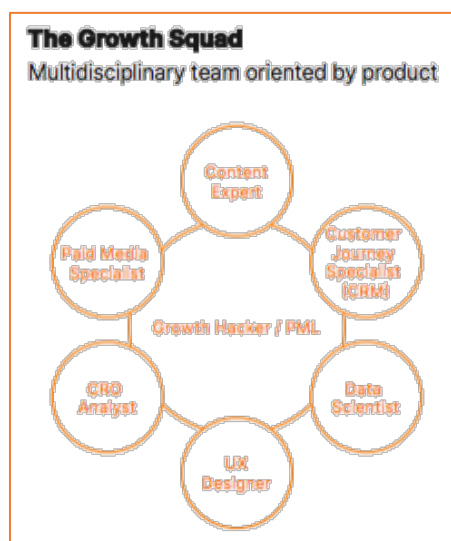 The Growth Squad
Multidisciplinary team oriented by product
Content
Expert
Paid Media
Specialist
Customer
Journey
Specialist
(CRM)
Growth Hacker / PML
CRO
Analyst
Data
Scientist
UX
Designer